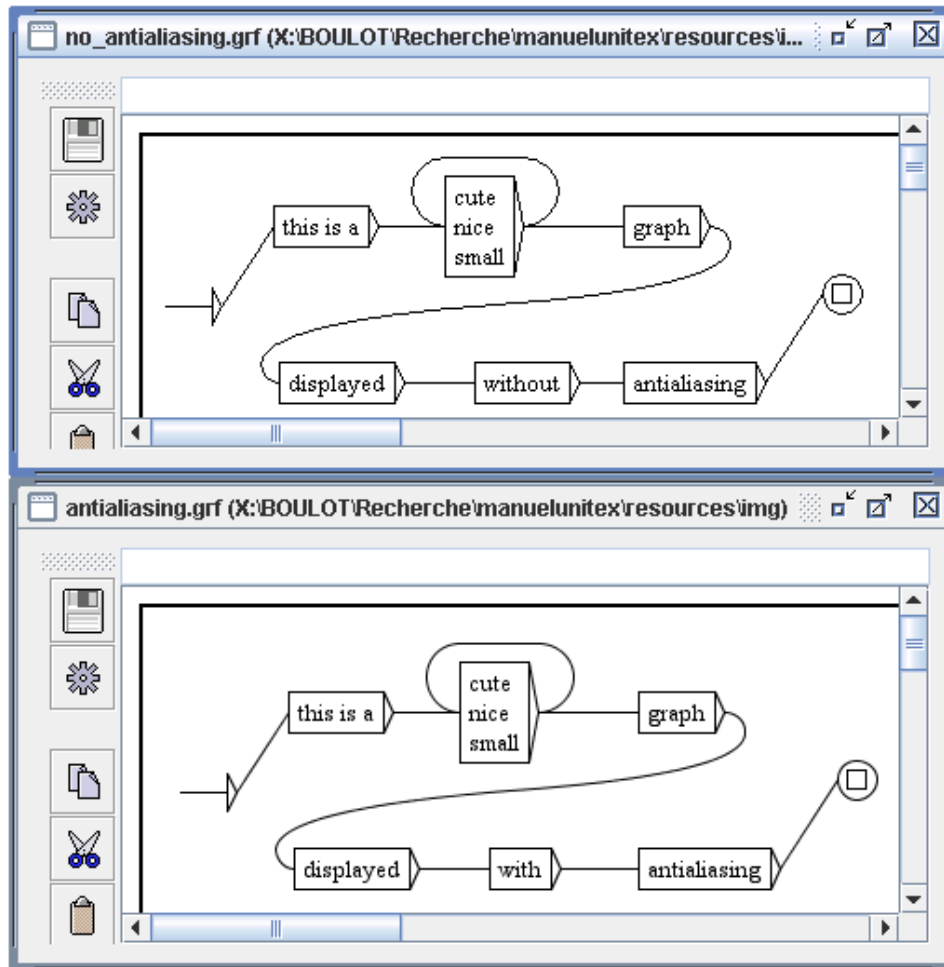 no_antialiasing.grf (X:\BOULOT\Recherche\manuelunitex\resources\i...
cute
this is a nice graph
small
displayed without antialiasing
antialiasing.grf (X:\BOULOT\Recherche\manuelunitex\resources\img)
cute
this is a nice graph
small
displayed with antialiasing